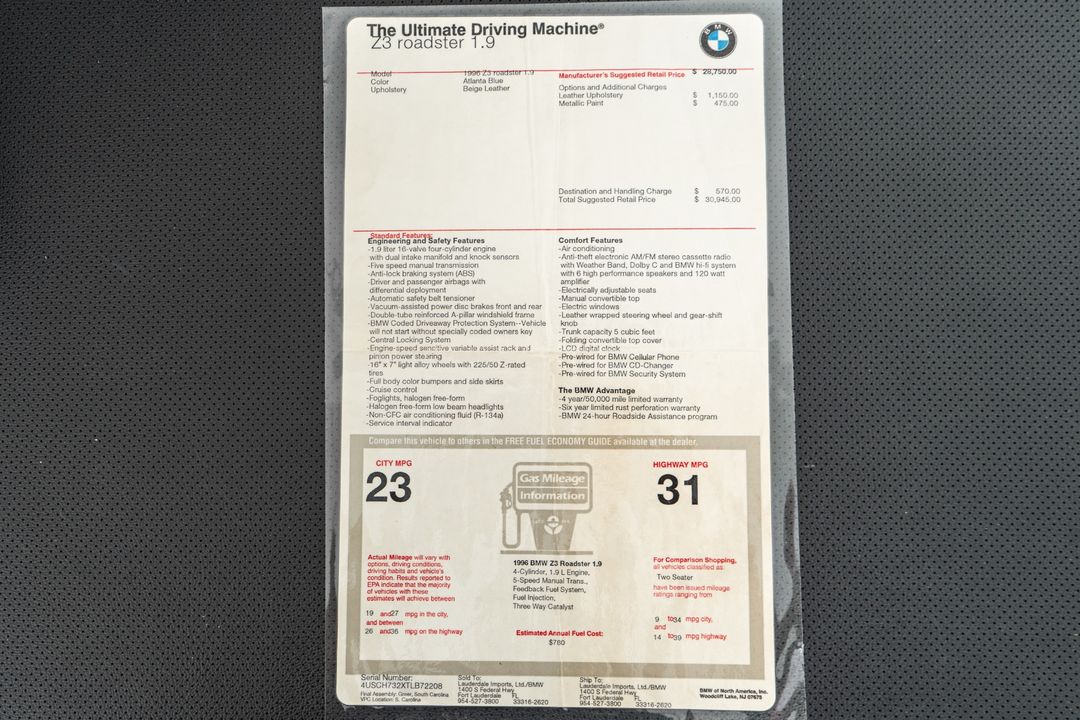 The Ultimate Driving Machine®
Z3 roadster 1.9
BMW
Model 1996 Z3 roadster 1.9
Color Atlanta Blue
Upholstery Beige Leather
Manufacturer's Suggested Retail Price $ 28,750.00
Options and Additional Charges
Leather Upholstery $ 1,150.00
Metallic Paint $ 475.00
Destination and Handling Charge $ 570.00
Total Suggested Retail Price $ 30,945.00
Standard Features:
Engineering and Safety Features
-1.9 liter 16-valve four-cylinder engine
with dual intake manifold and knock sensors
-Five speed manual transmission
-Anti-lock braking system (ABS)
-Driver and passenger airbags with
differential deployment
-Automatic safety belt tensioner
-Vacuum-assisted power disc brakes front and rear
-Double-tube reinforced A-pillar windshield frame
-BMW Coded Driveaway Protection System--Vehicle
will not start without specially coded owners key
-Central Locking System
-Engine-speed sensitive variable assist rack and
pinion power steering
-16" x 7" light alloy wheels with 225/50 Z-rated
tires
-Full body color bumpers and side skirts
-Cruise control
-Foglights, halogen free-form
-Halogen free-form low beam headlights
-Non-CFC air conditioning fluid (R-134a)
-Service interval indicator
Comfort Features
-Air conditioning
-Anti-theft electronic AM/FM stereo cassette radio
with Weather Band, Dolby C and BMW hi-fi system
with 6 high performance speakers and 120 watt
amplifier
-Electrically adjustable seats
-Manual convertible top
-Electric windows
-Leather wrapped steering wheel and gear-shift
knob
-Trunk capacity 5 cubic feet
-Folding convertible top cover
-LCD digital clock
-Pre-wired for BMW Cellular Phone
-Pre-wired for BMW CD-Changer
-Pre-wired for BMW Security System
The BMW Advantage
-4 year/50,000 mile limited warranty
-Six year limited rust perforation warranty
-BMW 24-hour Roadside Assistance program
Compare this vehicle to others in the FREE FUEL ECONOMY GUIDE available at the dealer.
CITY MPG
23
Gas Mileage
Information
HIGHWAY MPG
31
Actual Mileage will vary with
options, driving conditions,
driving habits and vehicle's
condition. Results reported to
EPA indicate that the majority
of vehicles with these
estimates will achieve between
19 and 27 mpg in the city,
and between
26 and 36 mpg on the highway
1996 BMW Z3 Roadster 1.9
4-Cylinder, 1.9 L Engine,
5-Speed Manual Trans.,
Feedback Fuel System,
Fuel Injection,
Three Way Catalyst
Estimated Annual Fuel Cost:
$760
For Comparison Shopping,
all vehicles classified as:
Two Seater
have been issued mileage
ratings ranging from
9 to 34 mpg city,
and
14 to 39 mpg highway
Serial Number:
4USCH732XTLB72208
Final Assembly: Greer, South Carolina
VPC Location: S. Carolina
Sold To:
Lauderdale Imports, Ltd./BMW
1400 S Federal Hwy
Fort Lauderdale FL
954-527-3800 33316-2620
Ship To:
Lauderdale Imports, Ltd./BMW
1400 S Federal Hwy
Fort Lauderdale FL
954-527-3800 33316-2620
BMW of North America, Inc.
Woodcliff Lake, NJ 07675